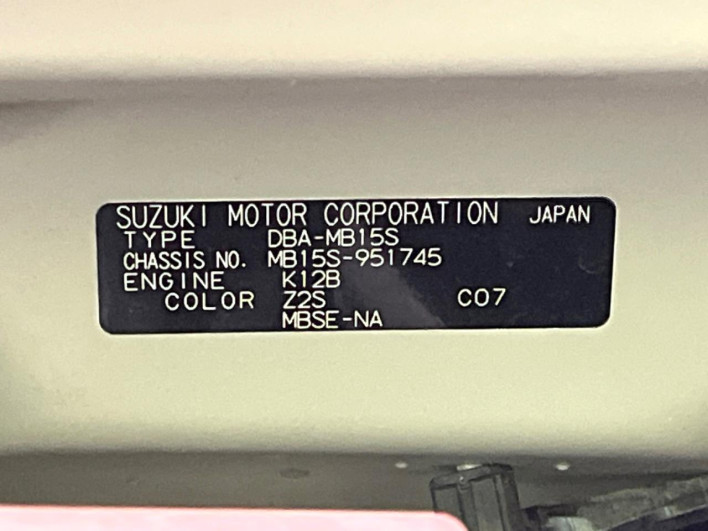 SUZUKI MOTOR CORPORATION JAPAN
TYPE DBA-MB15S
CHASSIS NO. MB15S-951745
ENGINE K12B
COLOR Z2S C07
MBSE-NA